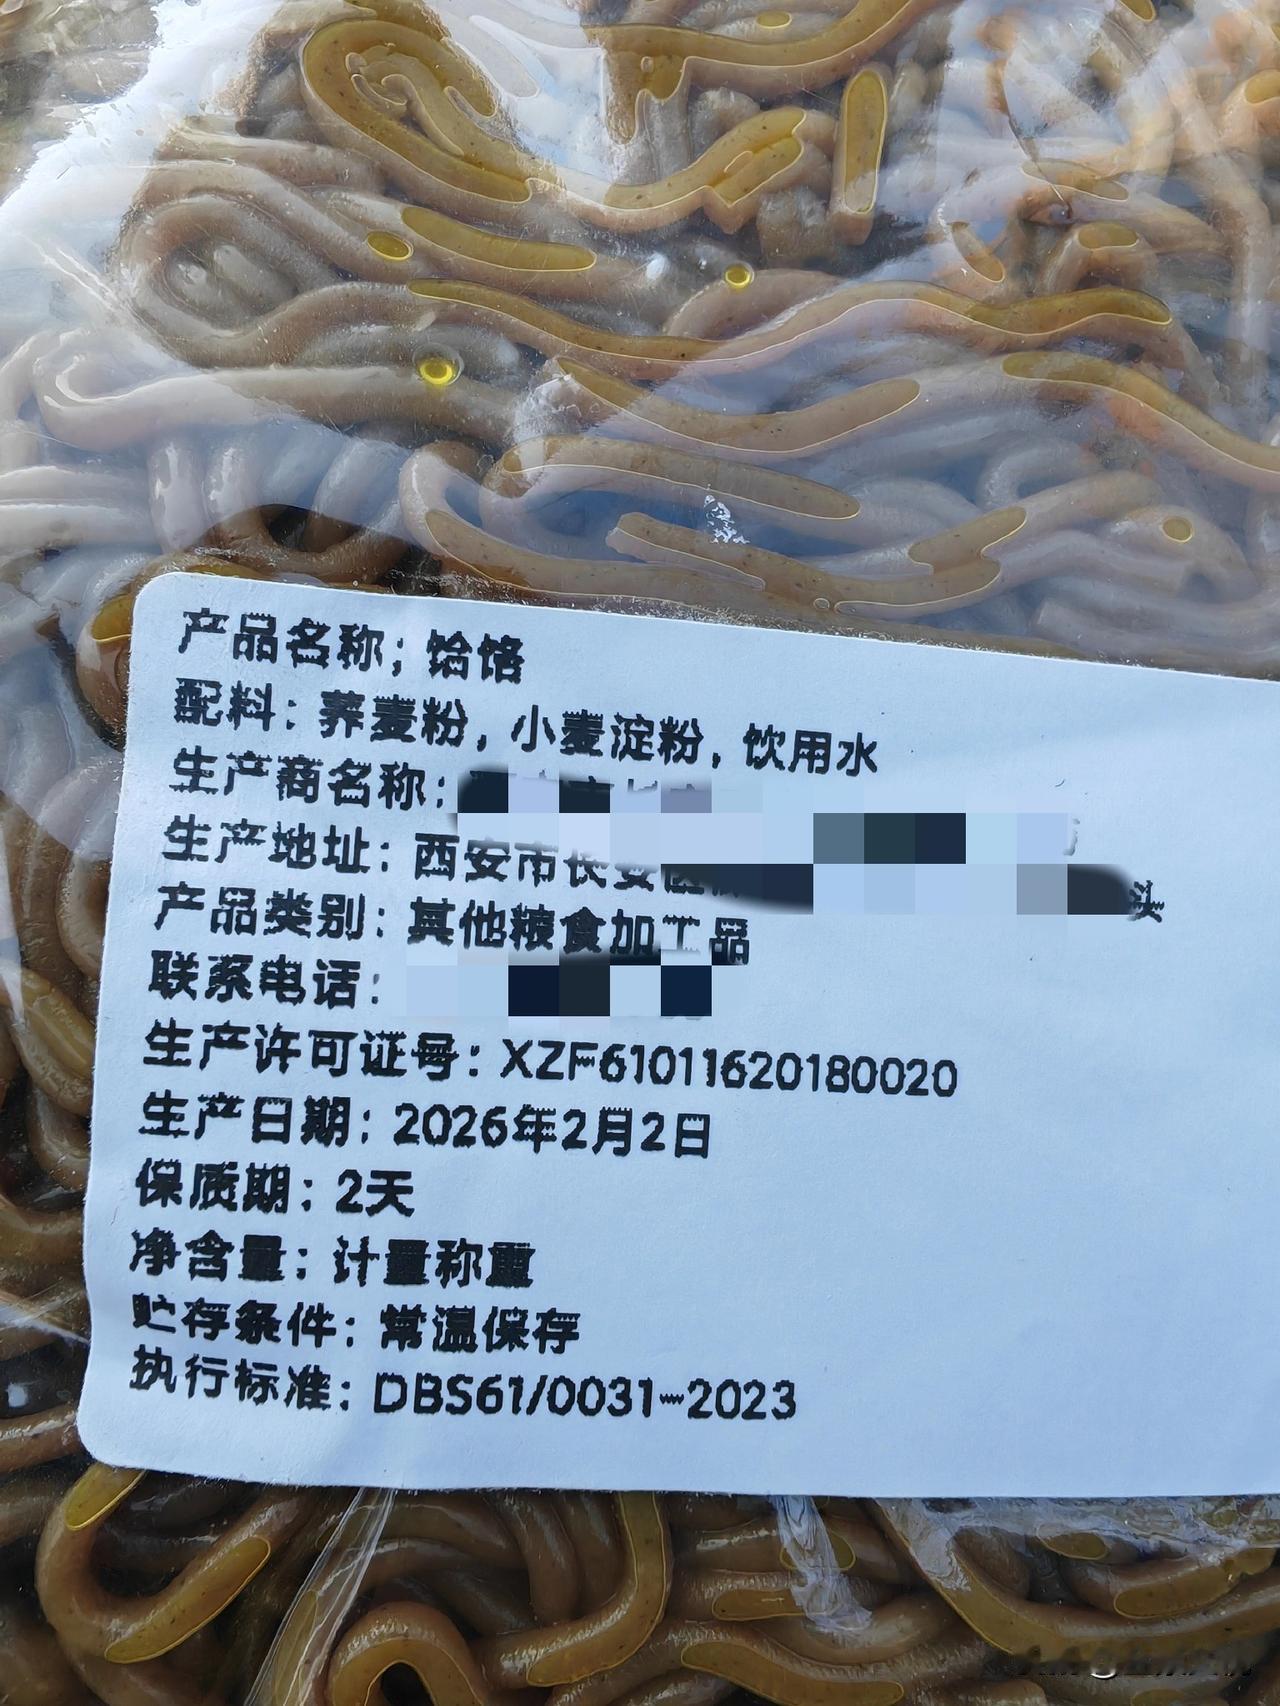 产品名称；饸饹
配料：荞麦粉，小麦淀粉，饮用水
生产商名称：
生产地址：西安市长安区
头
产品类别：其他粮食加工品
联系电话：
生产许可证号：XZF61011620180020
生产日期：2026年2月2日
保质期：2天
净含量：计量称重
贮存条件：常温保存
执行标准：DBS61/0031-2023